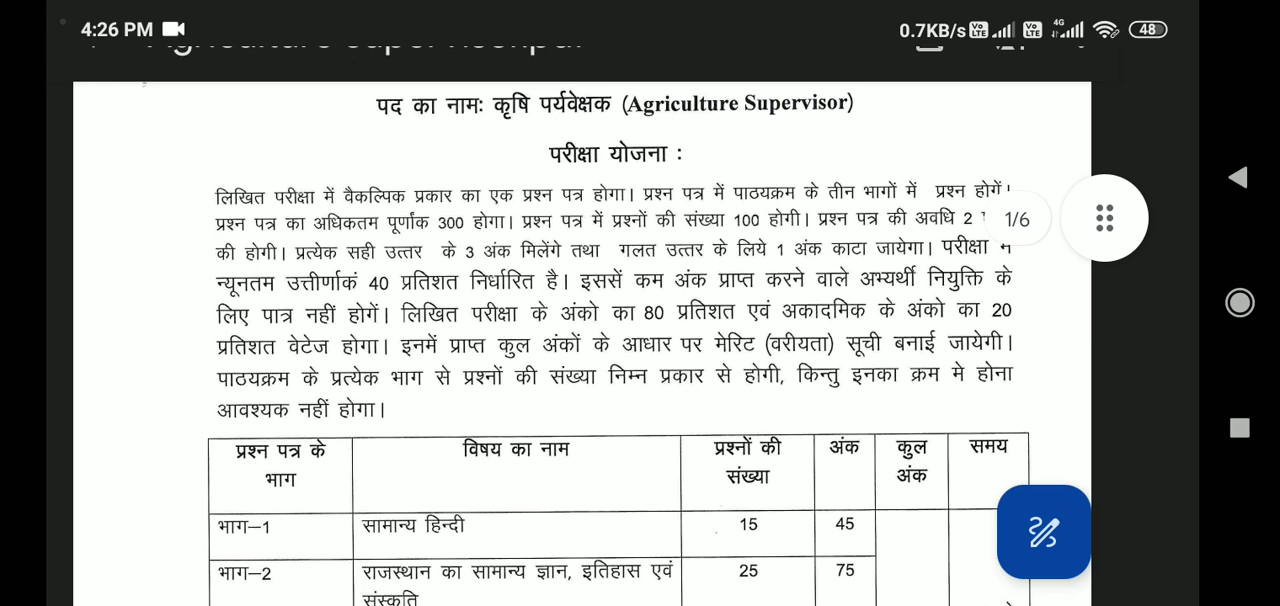 4:26 PM
0.7KB/s
4G
48
पद का नामः कृषि पर्यवेक्षक (Agriculture Supervisor)
परीक्षा योजना :
लिखित परीक्षा में वैकल्पिक प्रकार का एक प्रश्न पत्र होगा। प्रश्न पत्र में पाठयक्रम के तीन भागों में प्रश्न होगें।
प्रश्न पत्र का अधिकतम पूर्णांक 300 होगा। प्रश्न पत्र में प्रश्नों की संख्या 100 होगी। प्रश्न पत्र की अवधि 2
1/6
की होगी। प्रत्येक सही उत्तर के 3 अंक मिलेंगे तथा गलत उत्तर के लिये 1 अंक काटा जायेगा। परीक्षा में
न्यूनतम उत्तीर्णाकं 40 प्रतिशत निर्धारित है। इससें कम अंक प्राप्त करने वाले अभ्यर्थी नियुक्ति के
लिए पात्र नहीं होगें। लिखित परीक्षा के अंको का 80 प्रतिशत एवं अकादमिक के अंको का 20
प्रतिशत वेटेज होगा। इनमें प्राप्त कुल अंकों के आधार पर मेरिट (वरीयता) सूची बनाई जायेगी।
पाठयक्रम के प्रत्येक भाग से प्रश्नों की संख्या निम्न प्रकार से होगी, किन्तु इनका क्रम मे होना
आवश्यक नहीं होगा।
प्रश्न पत्र के भाग विषय का नाम प्रश्नों की संख्या अंक कुल अंक समय
भाग–1 सामान्य हिन्दी 15 45
भाग–2 राजस्थान का सामान्य ज्ञान, इतिहास एवं 25 75
संस्कृति